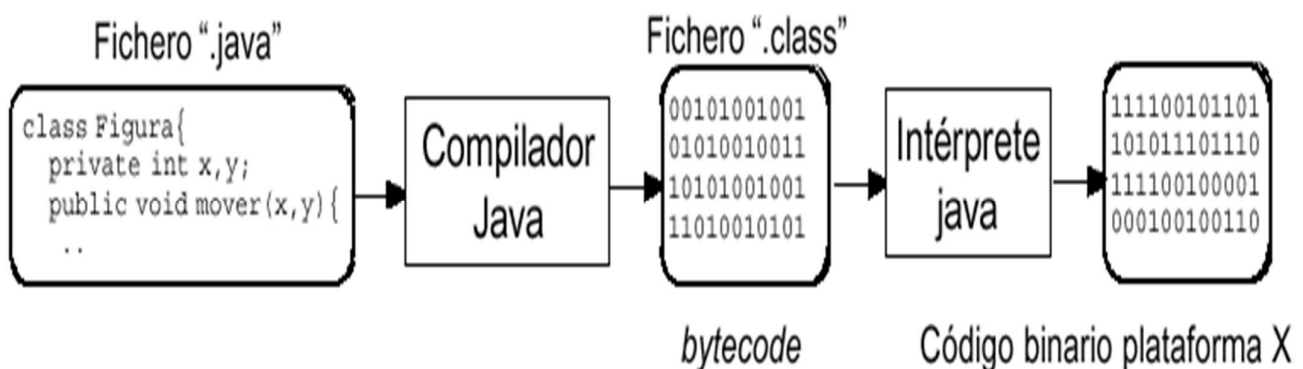 Fichero “.java”
class Figura{
private int x,y;
public void mover(x,y){
..
Compilador
Java
Fichero “.class”
00101001001
01010010011
10101001001
11010010101
bytecode
Intérprete
java
111100101101
101011101110
111100100001
000100100110
Código binario plataforma X